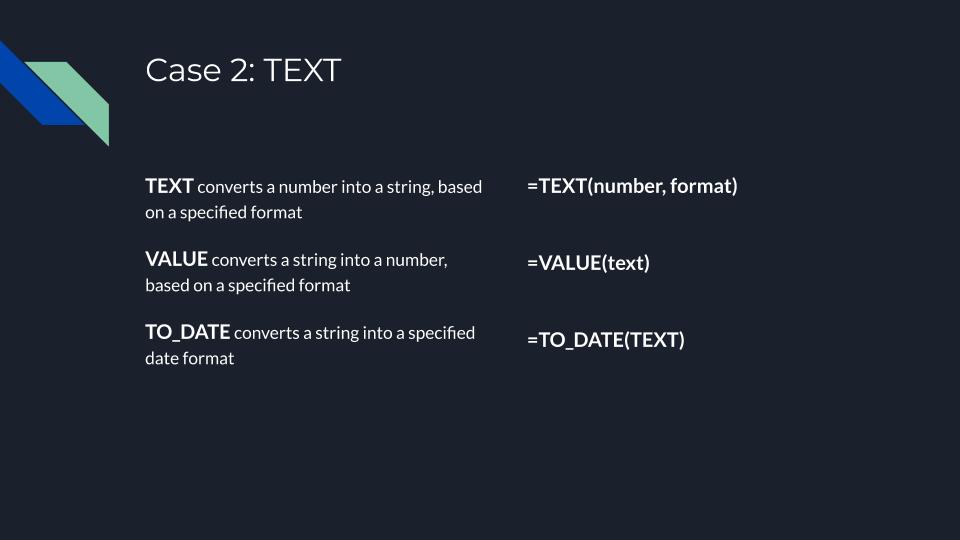 Case 2: TEXT
TEXT converts a number into a string, based
on a specified format
VALUE converts a string into a number,
based on a specified format
TO_DATE converts a string into a specified
date format
=TEXT(number, format)
=VALUE(text)
=TO_DATE(TEXT)